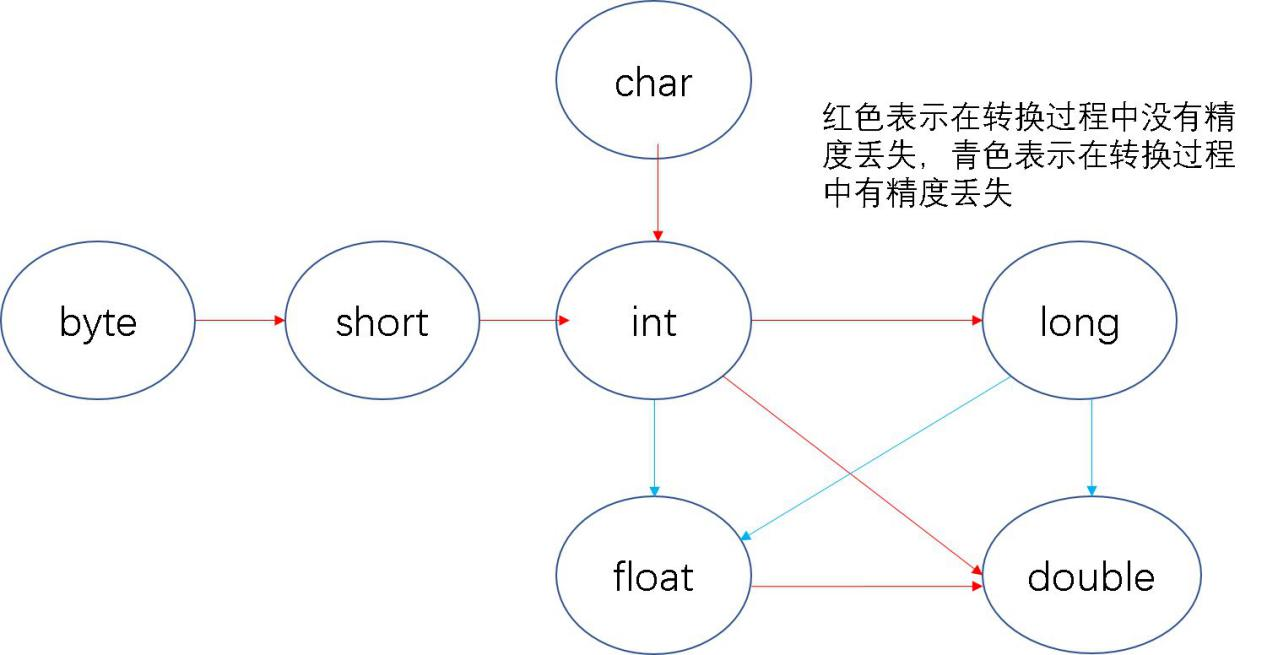 char
红色表示在转换过程中没有精
度丢失，青色表示在转换过程
中有精度丢失
byte
short
int
long
float
double